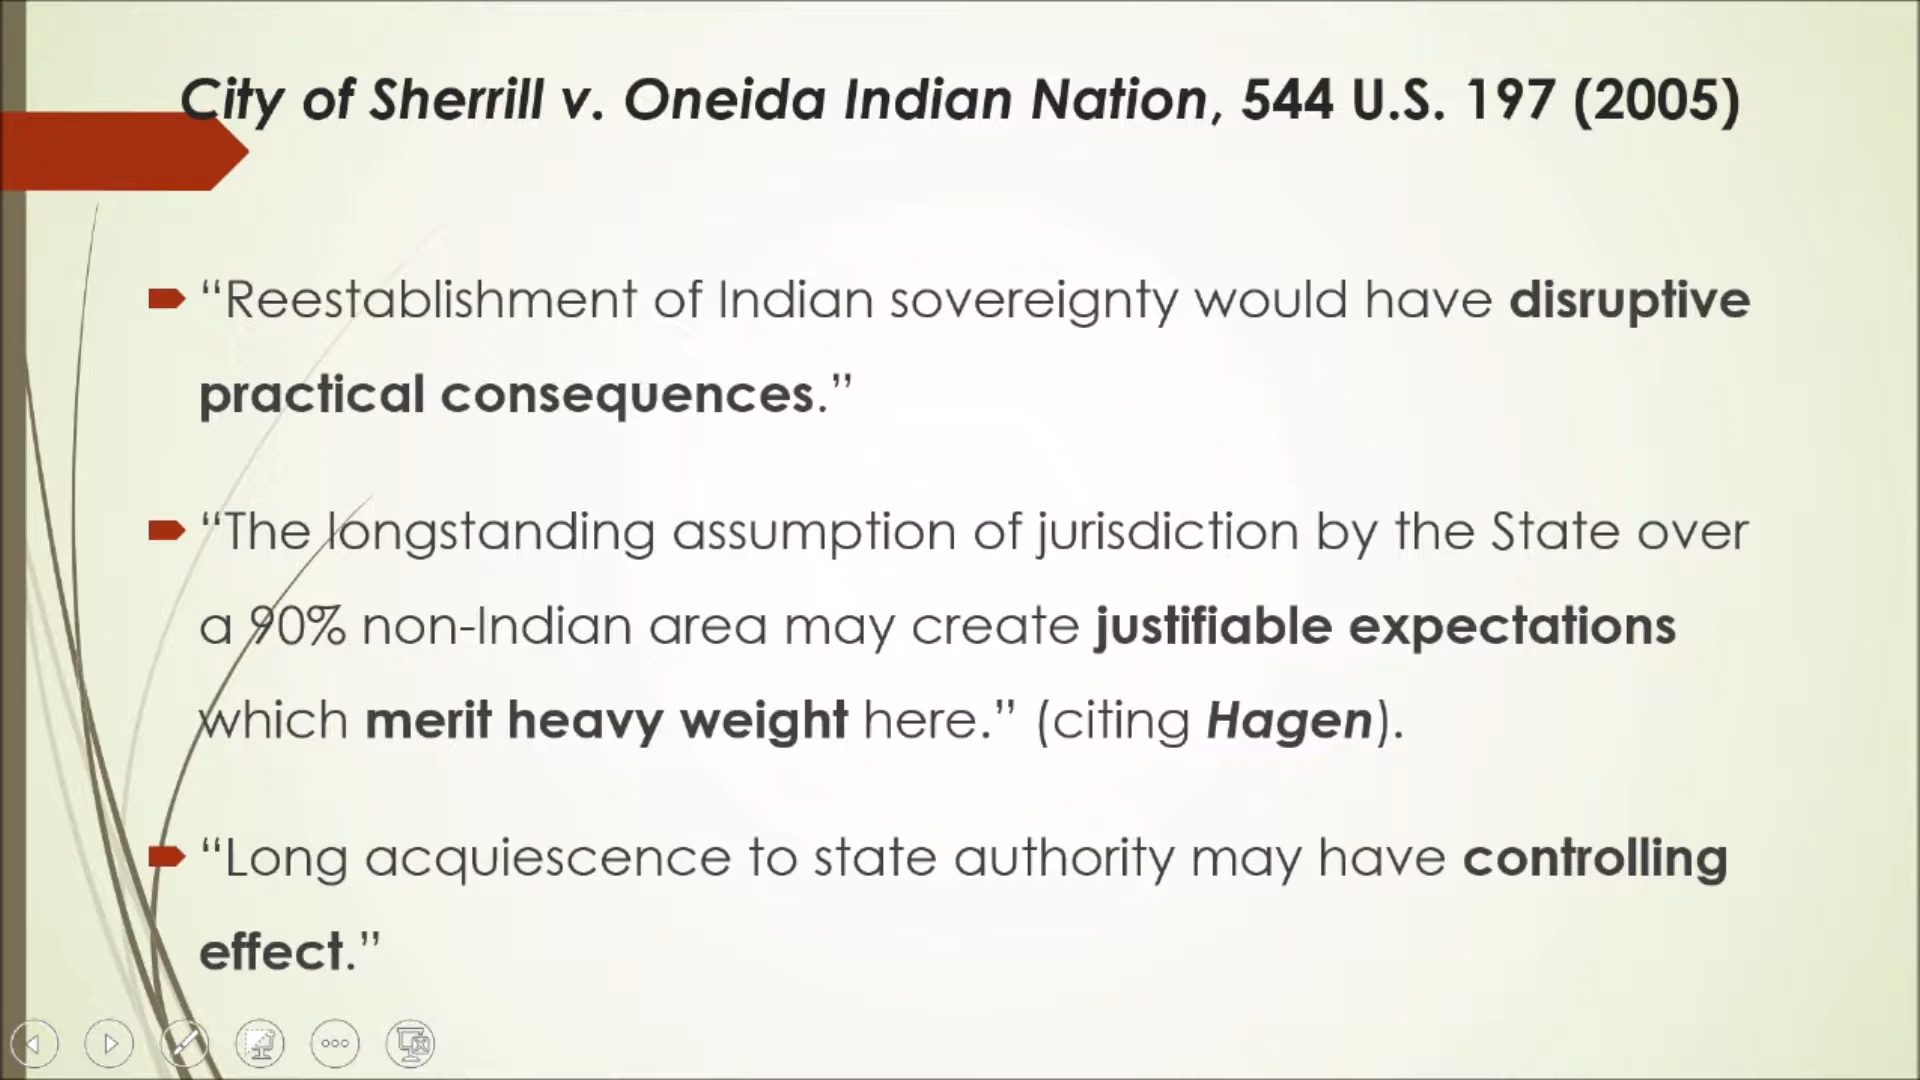 City of Sherrill v. Oneida Indian Nation, 544 U.S. 197 (2005)
“Reestablishment of Indian sovereignty would have disruptive
practical consequences.”
“The longstanding assumption of jurisdiction by the State over
a 90% non-Indian area may create justifiable expectations
which merit heavy weight here.” (citing Hagen).
“Long acquiescence to state authority may have controlling
effect.”